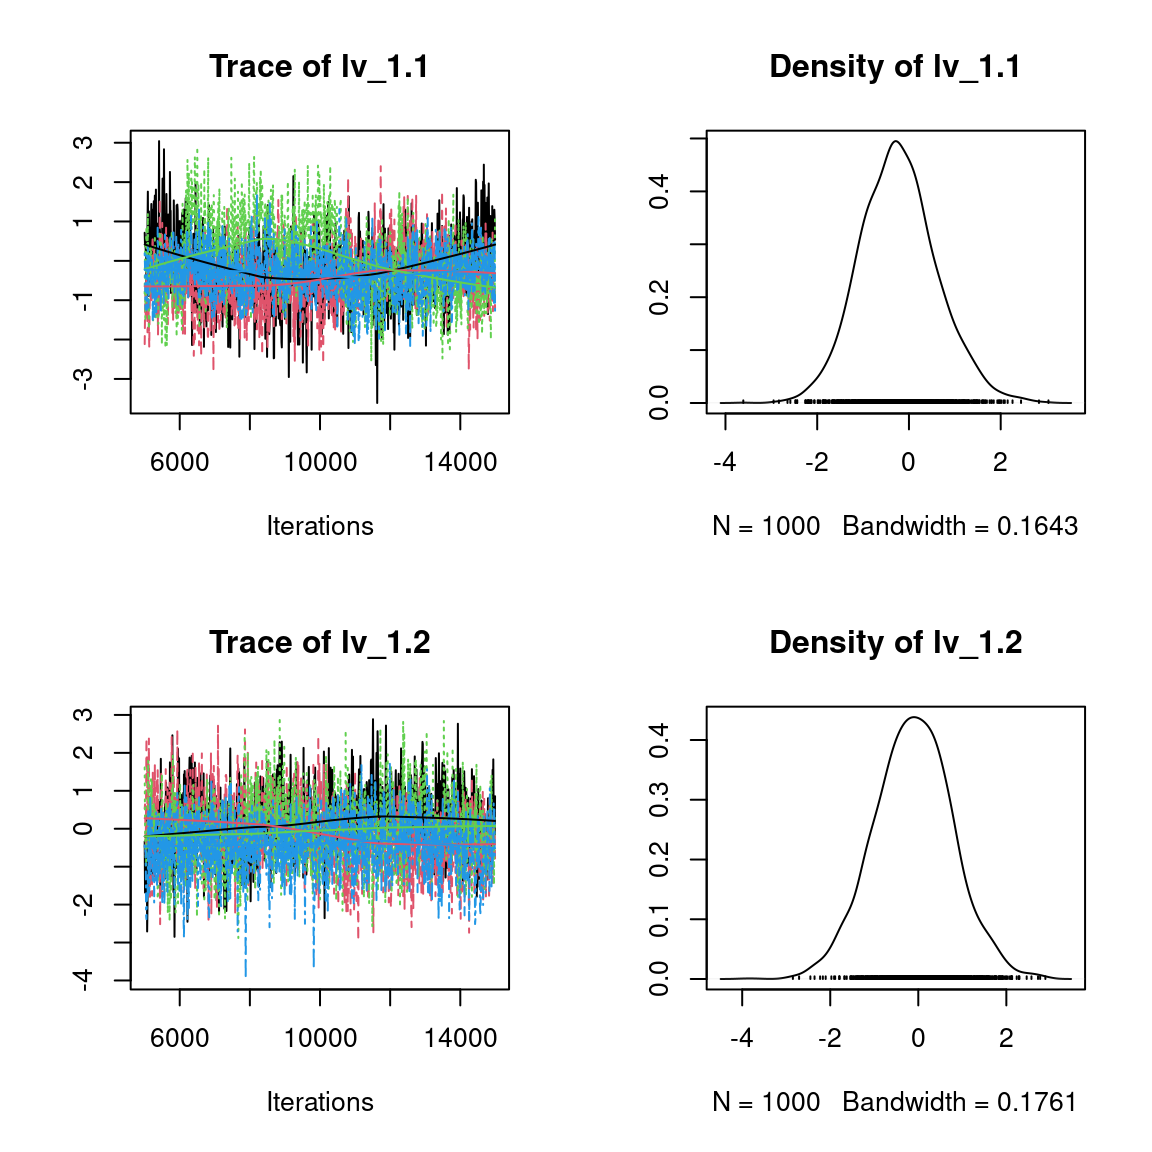 Trace of lv_1.1
3
2
1
-1
-3
6000 10000 14000
Iterations
Density of lv_1.1
0.4
0.2
0.0
-4 -2 0 2
N = 1000 Bandwidth = 0.1643
Trace of lv_1.2
3
2
1
0
-2
-4
6000 10000 14000
Iterations
Density of lv_1.2
0.4
0.3
0.2
0.1
0.0
-4 -2 0 2
N = 1000 Bandwidth = 0.1761